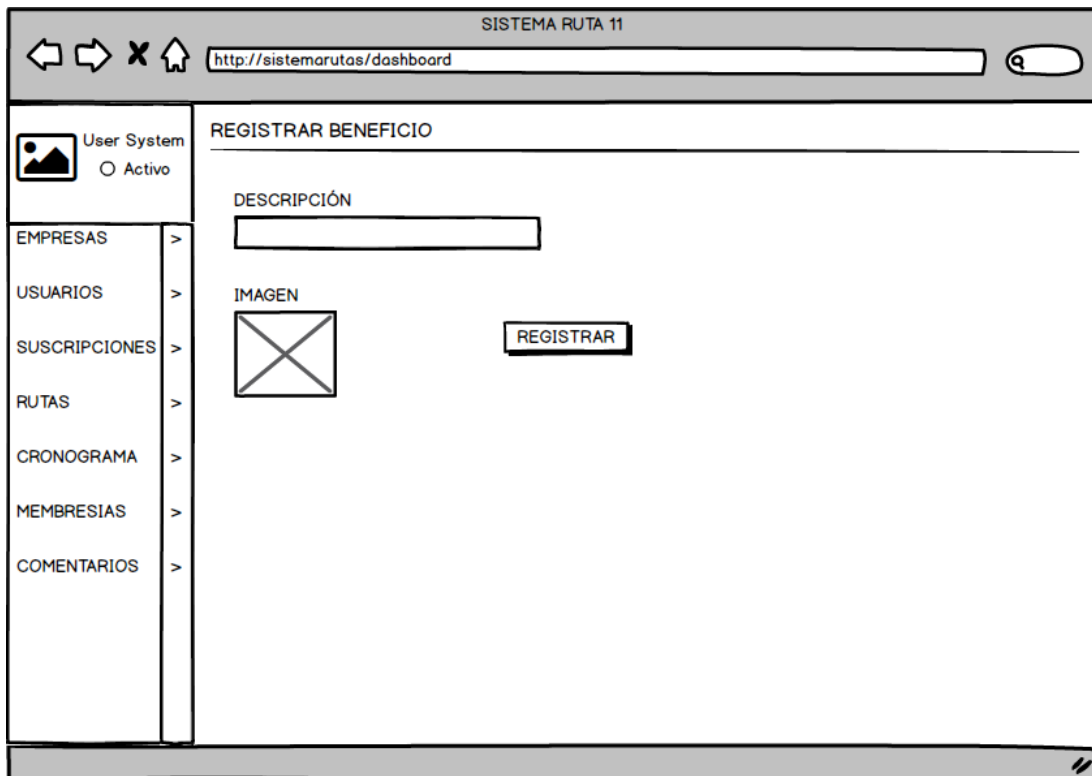 SISTEMA RUTA 11
http://sistemarutas/dashboard
User System
Activo
REGISTRAR BENEFICIO
DESCRIPCIÓN
IMAGEN
REGISTRAR
EMPRESAS >
USUARIOS >
SUSCRIPCIONES >
RUTAS >
CRONOGRAMA >
MEMBRESIAS >
COMENTARIOS >